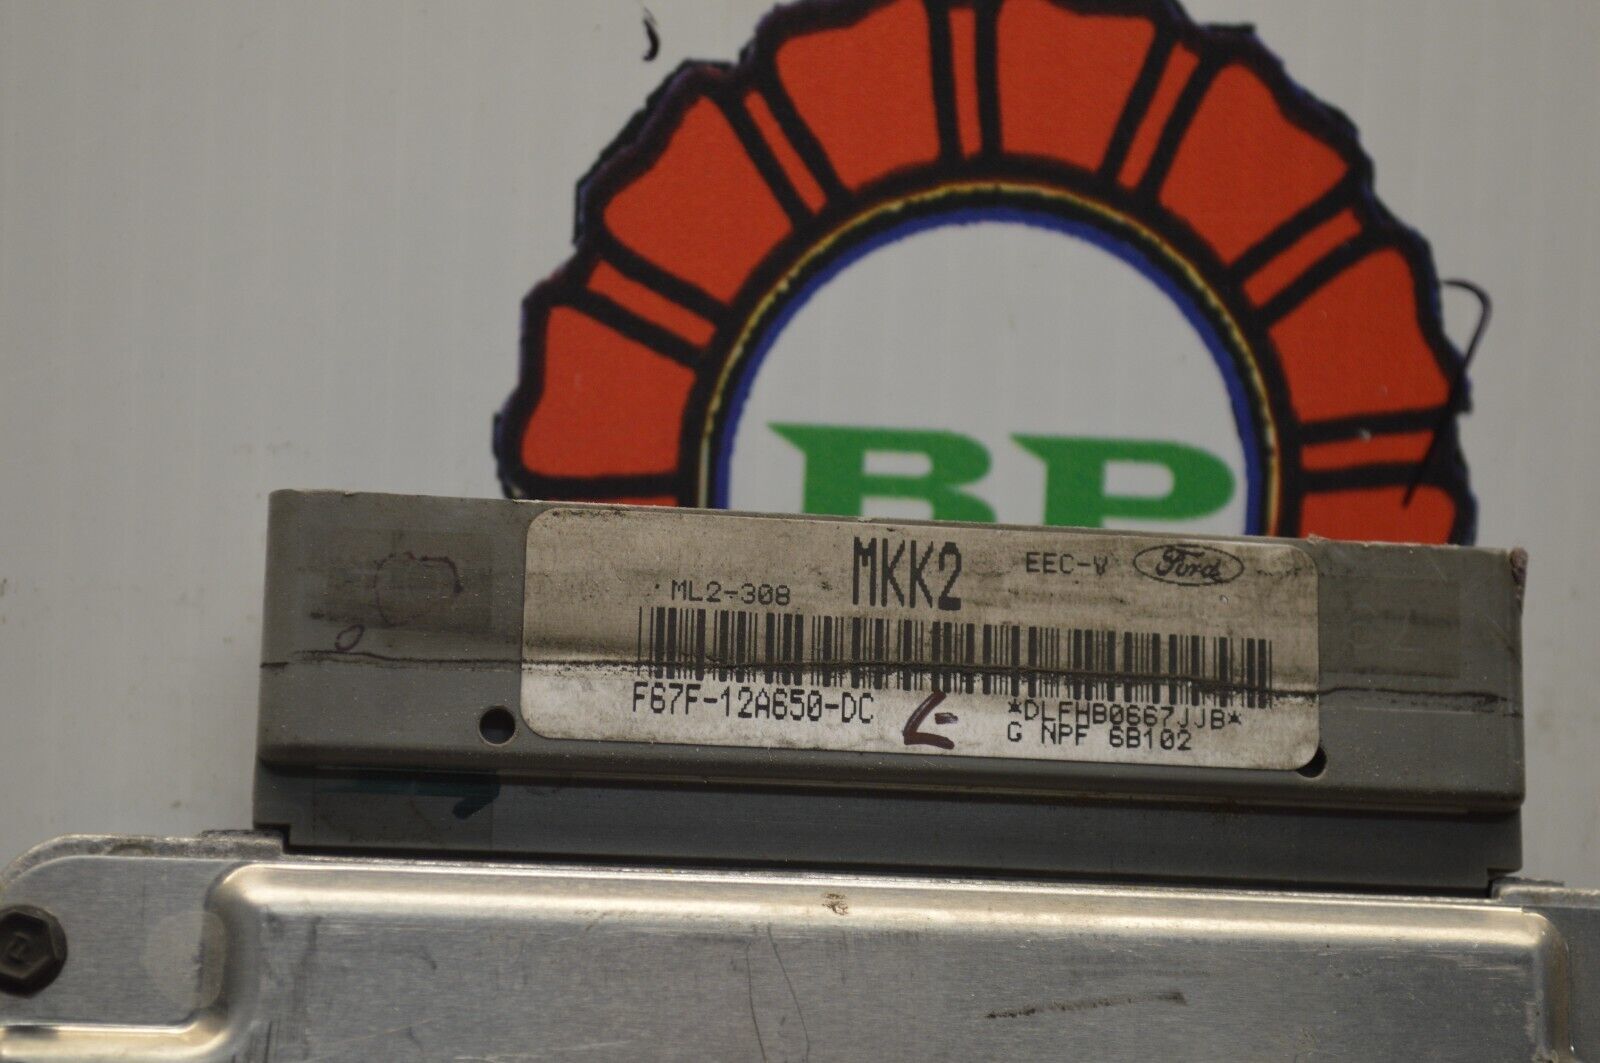 BP
MKK2
EEC-V
Ford
ML2-308
F67F-12A650-DC
*DLFHB0667JJB*
G NPF 6B102